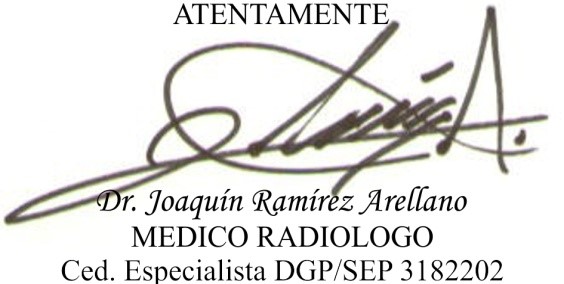 ATENTAMENTE
Dr. Joaquín Ramírez Arellano
MEDICO RADIOLOGO
Ced. Especialista DGP/SEP 3182202